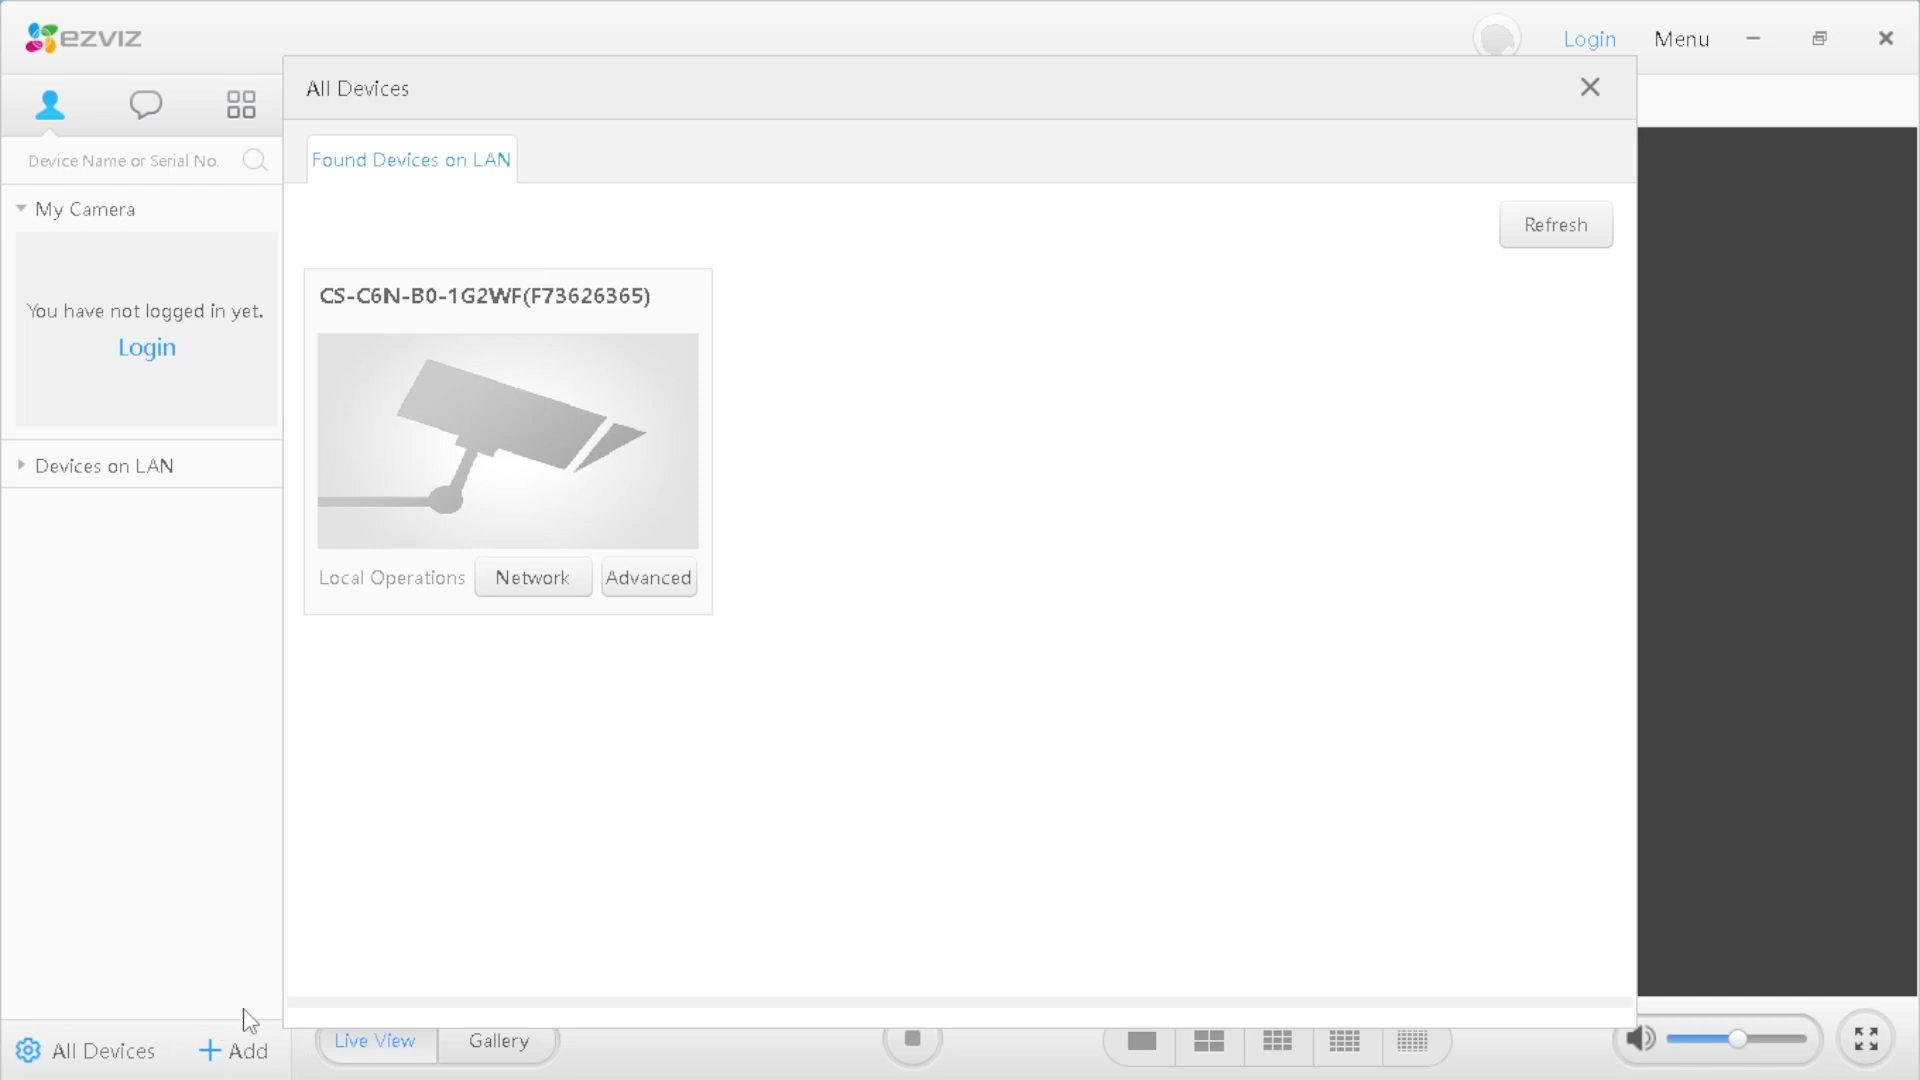 ezviz
Login
Menu
All Devices
Found Devices on LAN
Device Name or Serial No.
My Camera
Refresh
You have not logged in yet.
Login
CS-C6N-B0-1G2WF(F73626365)
Devices on LAN
Local Operations
Network
Advanced
All Devices
Add
Live View
Gallery